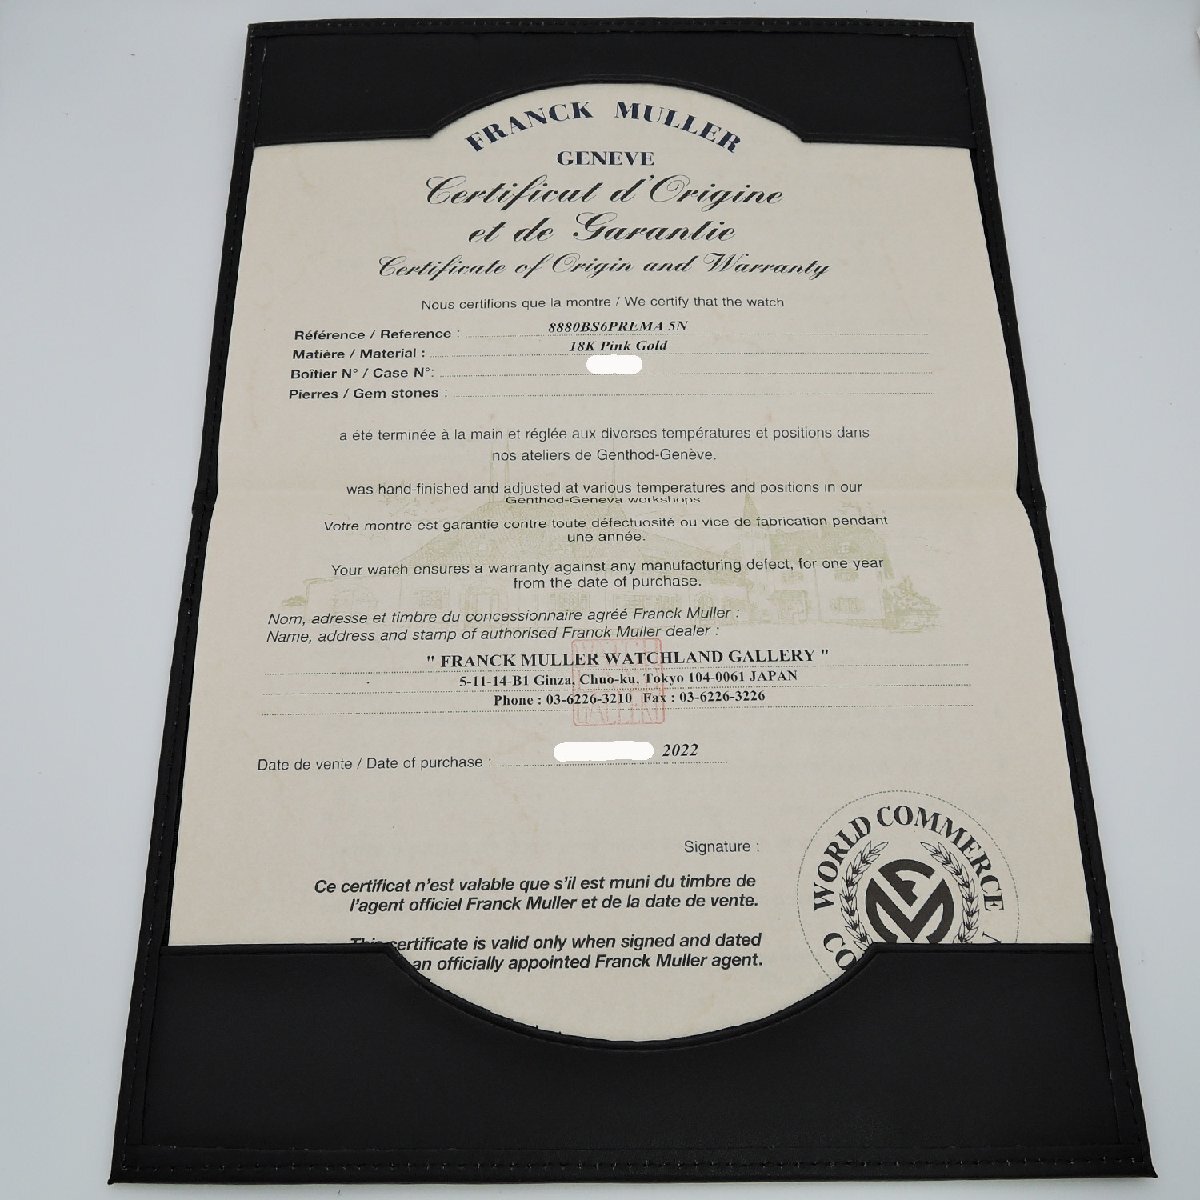 FRANCK MULLER
GENEVE
Certificat d'Origine
et de Garantie
Certificate of Origin and Warranty
Nous certifions que la montre / We certify that the watch
Référence / Reference : 8880BS6PREMA 5N
Matière / Material : 18K Pink Gold
Boîtier N° / Case N°:
Pierres / Gem stones :
a été terminée à la main et réglée aux diverses températures et positions dans
nos ateliers de Genthod-Genève.
was hand-finished and adjusted at various temperatures and positions in our
Genthod-Geneva workshops
Votre montre est garantie contre toute défectuosité ou vice de fabrication pendant
une année.
Your watch ensures a warranty against any manufacturing defect, for one year
from the date of purchase.
Nom, adresse et timbre du concessionnaire agréé Franck Muller :
Name, address and stamp of authorised Franck Muller dealer :
" FRANCK MULLER WATCHLAND GALLERY "
5-11-14 B1 Ginza, Chuo-ku, Tokyo 104-0061 JAPAN
Phone : 03-6226-3210 Fax : 03-6226-3226
Date de vente / Date of purchase : 2022
Signature :
Ce certificat n'est valable que s'il est muni du timbre de
l'agent officiel Franck Muller et de la date de vente.
This certificate is valid only when signed and dated
an officially appointed Franck Muller agent.
WORLD COMMERCE